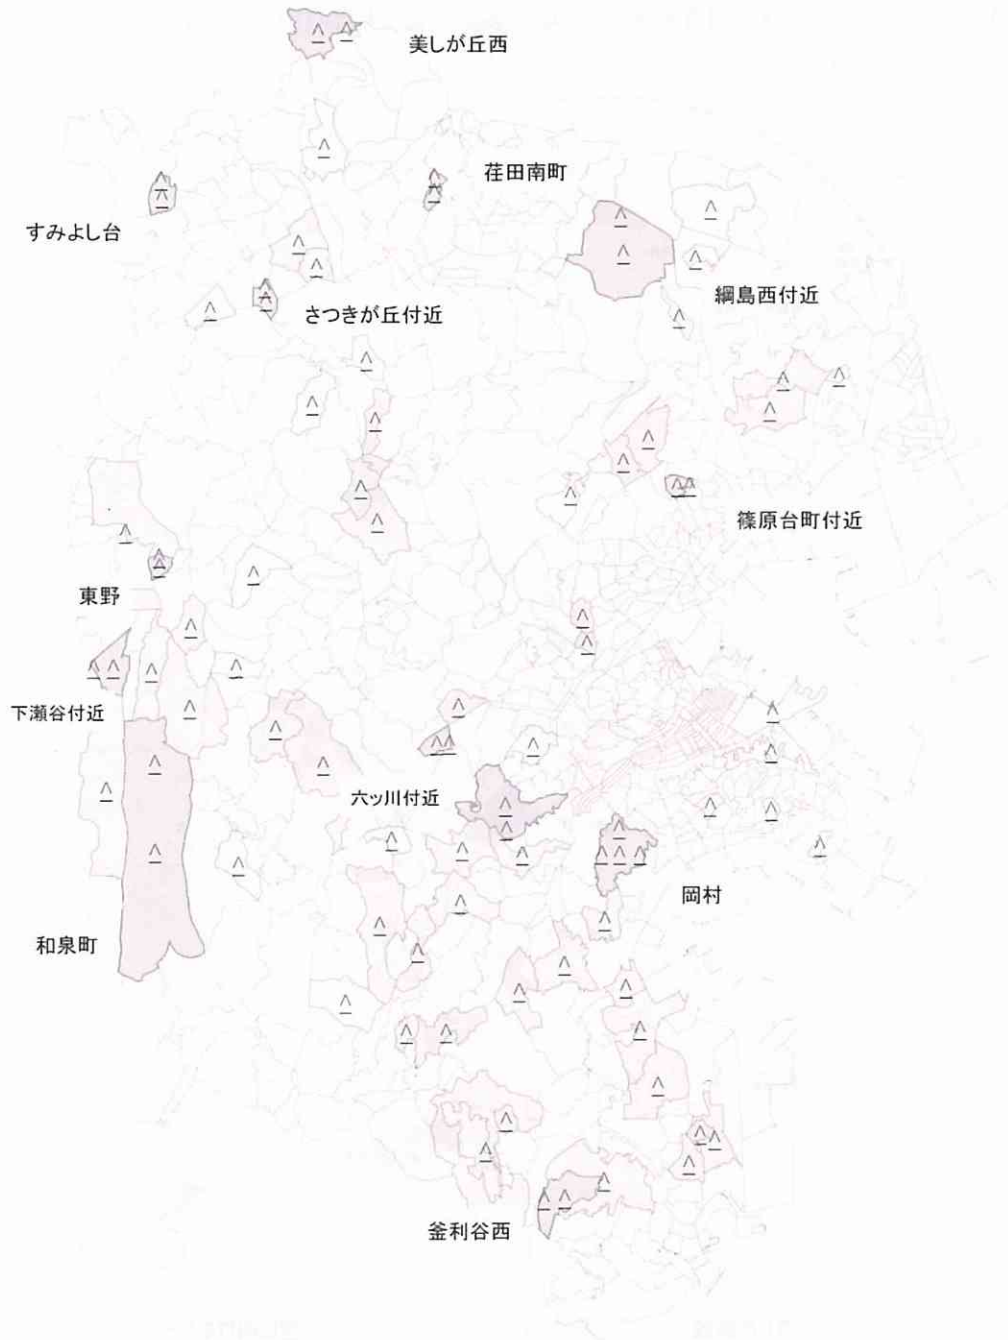 美しが丘西
荏田南町
すみよし台
綱島西付近
さつきが丘付近
篠原台町付近
東野
下瀬谷付近
六ッ川付近
岡村
和泉町
釜利谷西